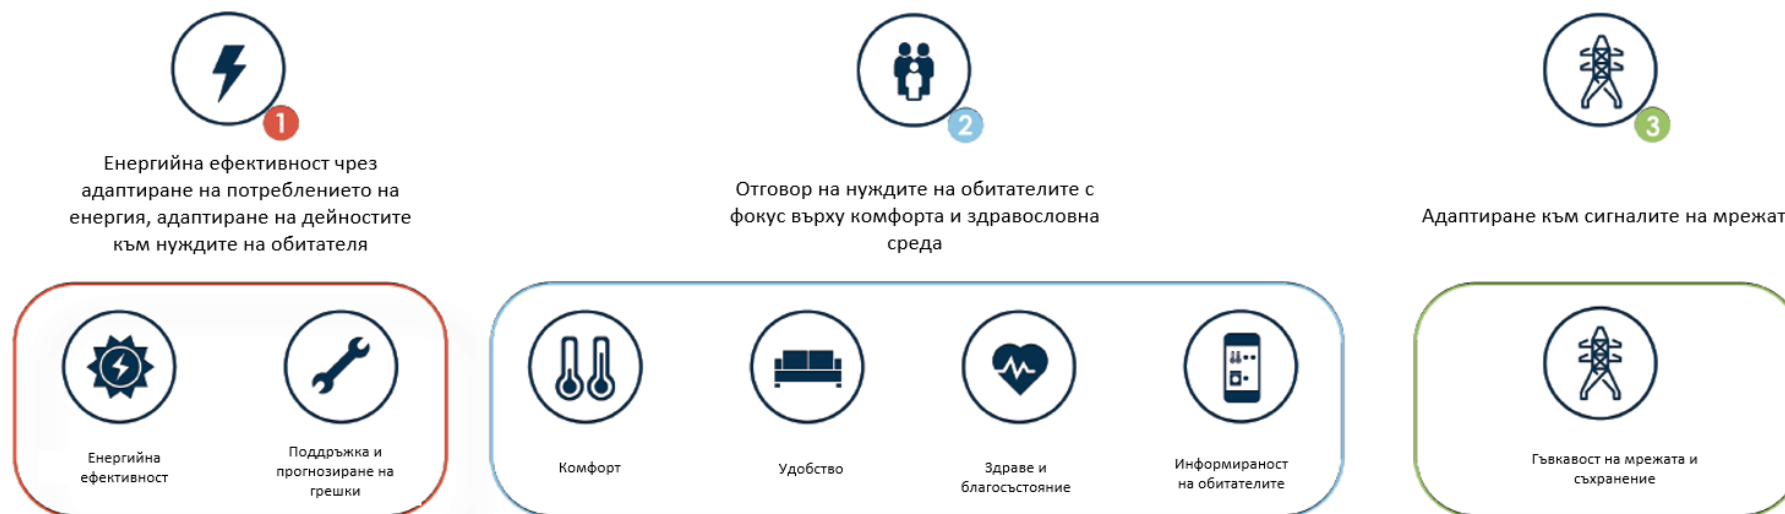 1
Енергийна ефективност чрез
адаптиране на потреблението на
енергия, адаптиране на дейностите
към нуждите на обитателя
2
Отговор на нуждите на обитателите с
фокус върху комфорта и здравословна
среда
3
Адаптиране към сигналите на мрежат
Енергийна
ефективност
Поддръжка и
прогнозиране на
грешки
Комфорт
Удобство
Здраве и
благосъстояние
Информираност
на обитателите
Гъвкавост на мрежата и
съхранение